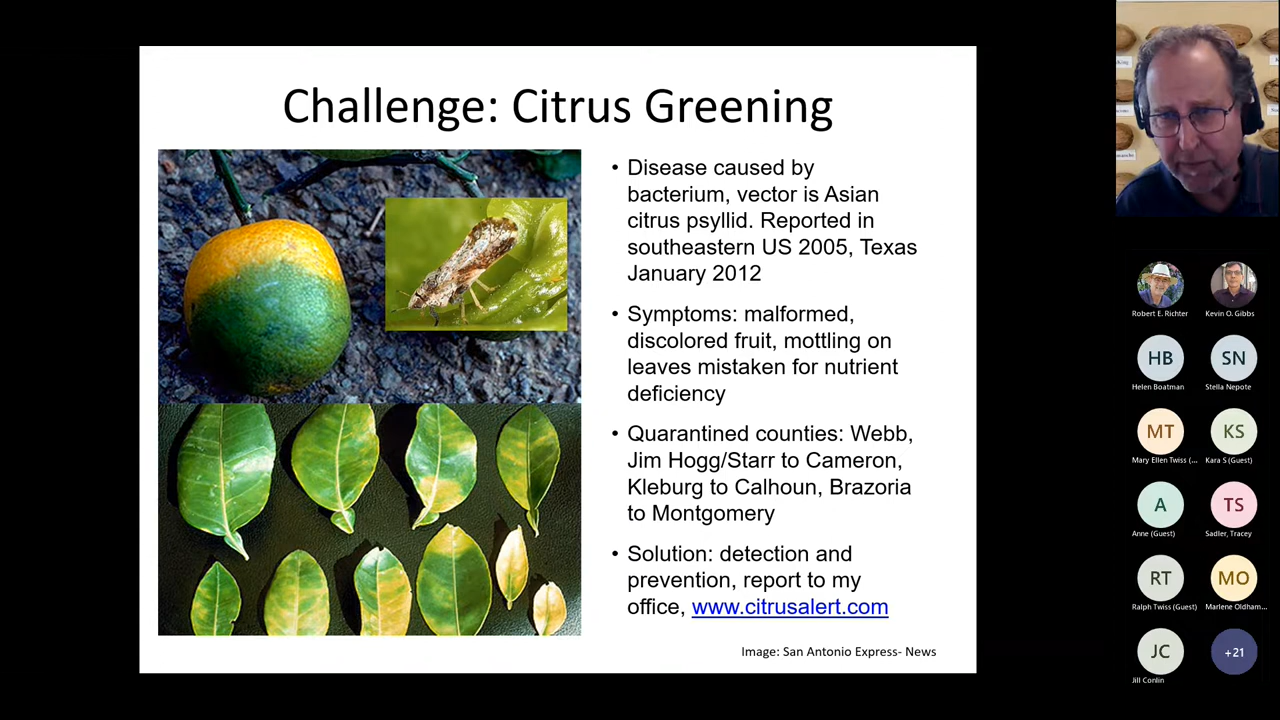 Challenge: Citrus Greening
• Disease caused by
bacterium, vector is Asian
citrus psyllid. Reported in
southeastern US 2005, Texas
January 2012
• Symptoms: malformed,
discolored fruit, mottling on
leaves mistaken for nutrient
deficiency
• Quarantined counties: Webb,
Jim Hogg/Starr to Cameron,
Kleburg to Calhoun, Brazoria
to Montgomery
• Solution: detection and
prevention, report to my
office, www.citrusalert.com
Image: San Antonio Express- News
Robert E. Richter
Kevin O. Gibbs
HB
SN
Helen Boatman
Stella Nepote
MT
KS
Mary Ellen Twiss (...
Kara S (Guest)
A
TS
Anne (Guest)
Sadler, Tracey
RT
MO
Ralph Twiss (Guest)
Marlene Oldham...
JC
+21
Jill Conlin